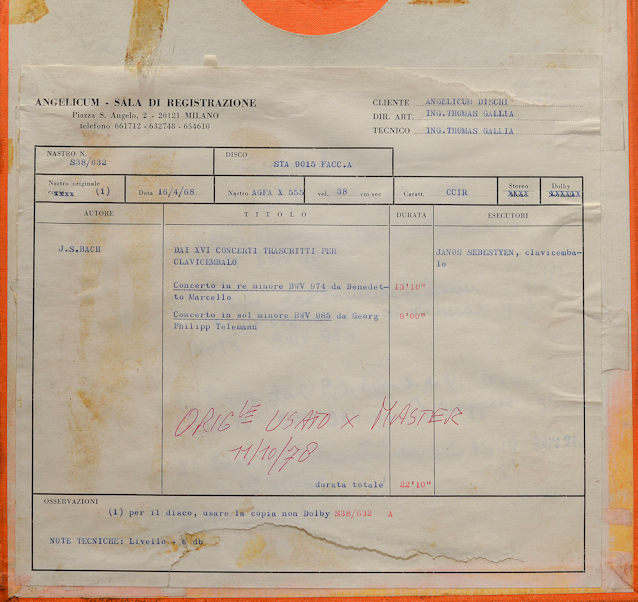 ANGELICUM - SALA DI REGISTRAZIONE
Piazza S. Angelo, 2 - 20121 MILANO
telefono 661712 - 632748 - 654610
CLIENTE ANGELICUM DISCHI
DIR. ART. ING.THOMAS GALLIA
TECNICO ING.THOMAS GALLIA
NASTRO N. S38/632
DISCO STA 9015 FACC.A
Nastro originale (1)
Data 16/4/68
Nastro AGFA X 555
vel. 38 cm/sec
Caratt. CCIR
Stereo
Dolby
AUTORE TITOLO DURATA ESECUTORI
J.S.BACH
DAI XVI CONCERTI TRASCRITTI PER
CLAVICEMBALO
JANOS SEBESTYEN, clavicemba-
lo
Concerto in re minore BWV 974 da Benedet- 13'10"
to Marcello
Concerto in sol minore BWV 985 da Georg 9'00"
Philipp Telemann
ORIGLE USATO X MASTER
11/10/78
durata totale 22'10"
OSSERVAZIONI
(1) per il disco, usare la copia non Dolby S38/632 A
NOTE TECNICHE: Livello - 6 db